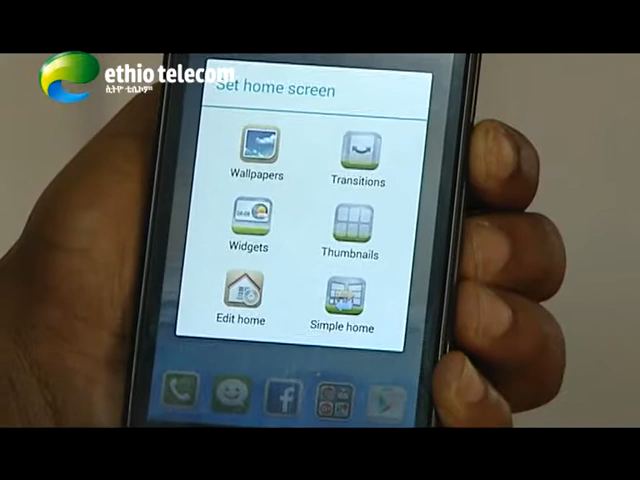 ethio telecom
ኢትዮ ቴሌኮም
Set home screen
Wallpapers
Transitions
Widgets
Thumbnails
Edit home
Simple home